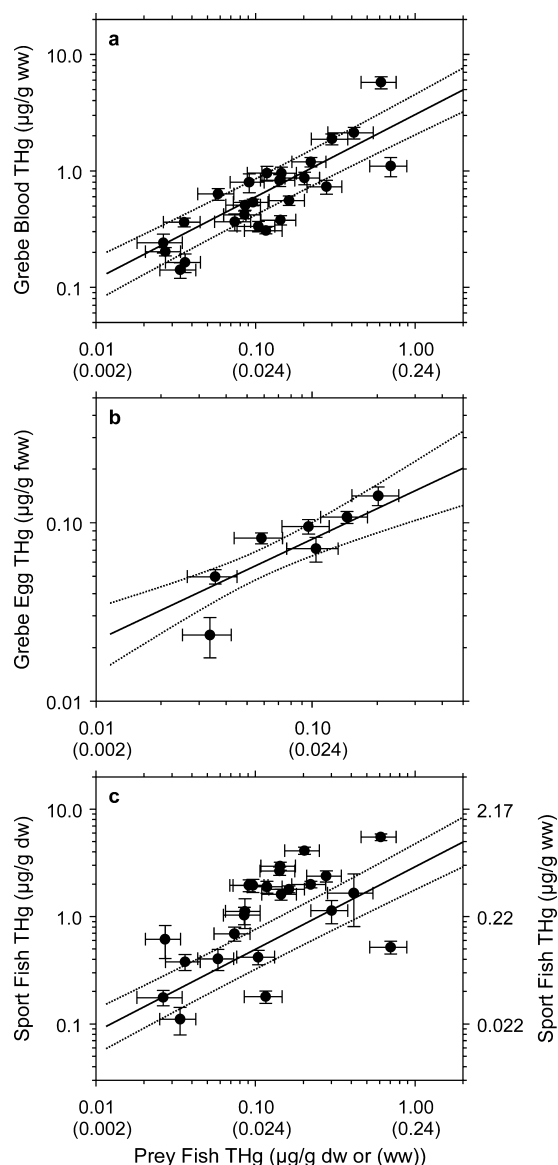 a
Grebe Blood THg (µg/g ww)
10.0
1.0
0.1
0.01 0.10 1.00
(0.002) (0.024) (0.24)
b
Grebe Egg THg (µg/g fww)
0.10
0.01
0.01 0.10
(0.002) (0.024)
c
Sport Fish THg (µg/g dw)
10.0
1.0
0.1
2.17
0.22
0.022
Sport Fish THg (µg/g ww)
0.01 0.10 1.00
(0.002) (0.024) (0.24)
Prey Fish THg (µg/g dw or (ww))